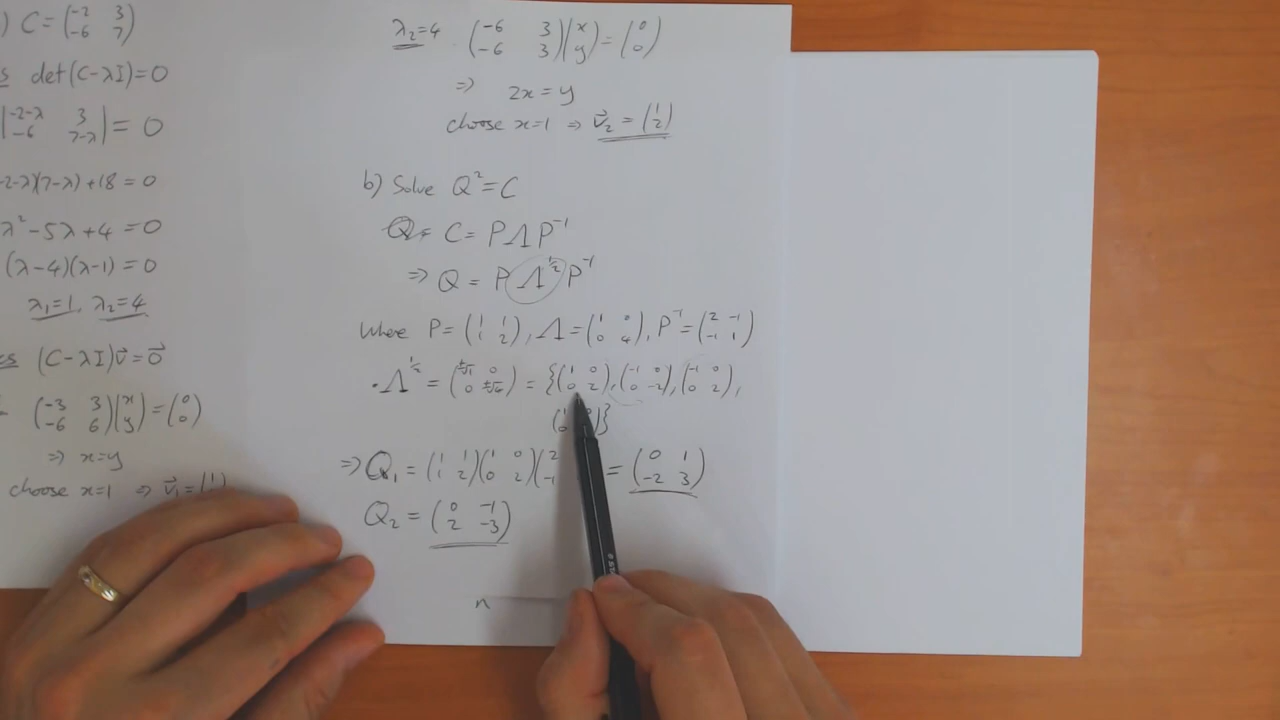 ) C = (-2 3
-6 7)
det(C-λI)=0
|-2-λ 3
-6 7-λ| = 0
-2-λ)(7-λ)+18=0
λ²-5λ+4=0
(λ-4)(λ-1)=0
λ₁=1, λ₂=4
(C-λI)v⃗=0⃗
(-3 3
-6 6)(x
y)=(0
0)
⇒ x=y
choose x=1 ⇒ v⃗₁=(1
λ₂=4 (-6 3
-6 3)(x
y)=(0
0)
⇒ 2x=y
choose x=1 ⇒ v⃗₂=(1
2)
b) Solve Q²=C
C=PΛP⁻¹
⇒ Q = PΛ^½P⁻¹
Where P=(1 1
1 2), Λ=(1 0
0 4), P⁻¹=(2 -1
-1 1)
·Λ^½ = (±√1 0
0 ±√4) = {(1 0
0 2),(-1 0
0 -2),(-1 0
0 2),
(1
0 )}
⇒ Q₁ = (1 1
1 2)(1 0
0 2)(2
-1 = (0 1
-2 3)
Q₂ = (0 -1
2 -3)
n